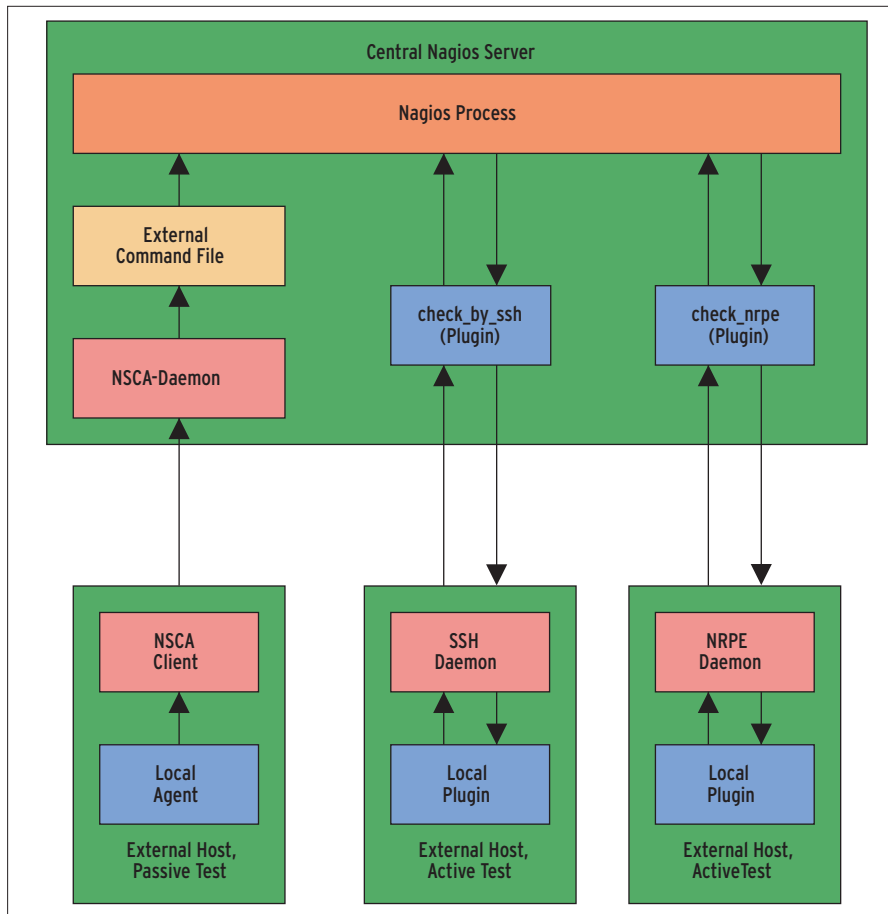 Central Nagios Server
Nagios Process
External
Command File
NSCA-Daemon
check_by_ssh
(Plugin)
check_nrpe
(Plugin)
NSCA
Client
Local
Agent
External Host,
Passive Test
SSH
Daemon
Local
Plugin
External Host,
Active Test
NRPE
Daemon
Local
Plugin
External Host,
ActiveTest